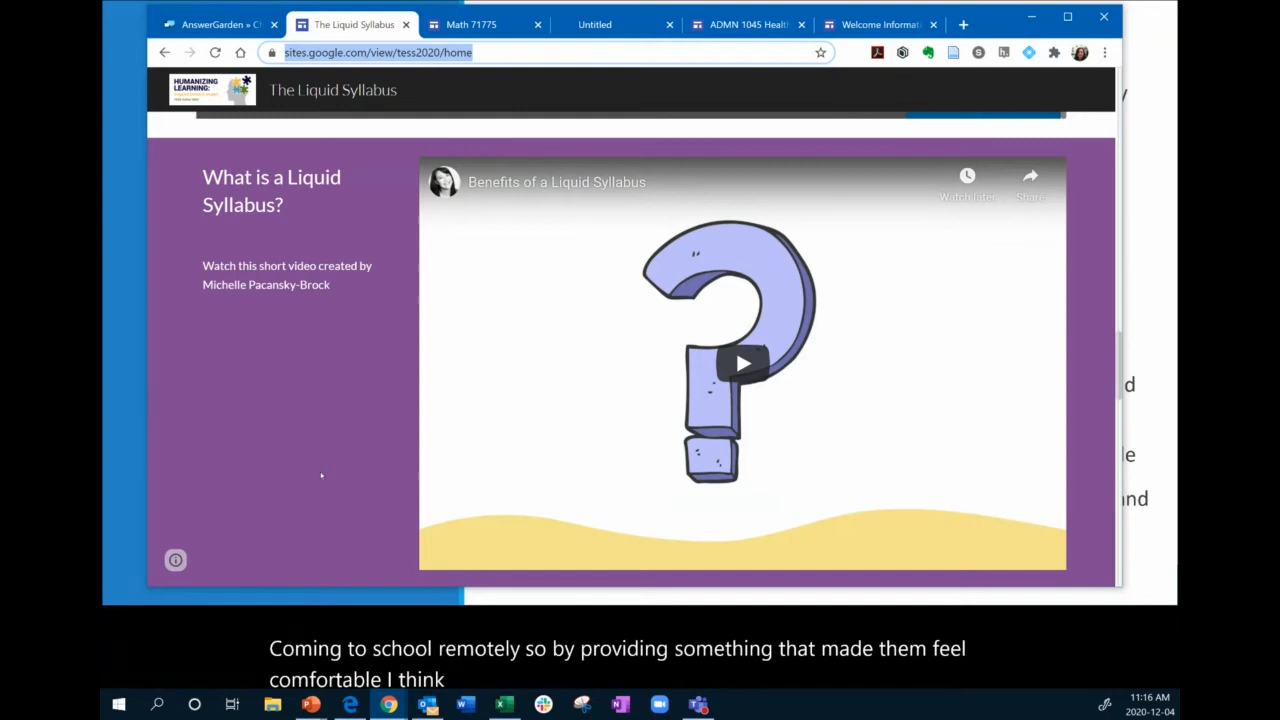 AnswerGarden » Cl
The Liquid Syllabus
Math 71775
Untitled
ADMN 1045 Healt
Welcome Informat
sites.google.com/view/tess2020/home
HUMANIZING
LEARNING:
The Liquid Syllabus
What is a Liquid
Syllabus?
Watch this short video created by
Michelle Pacansky-Brock
Benefits of a Liquid Syllabus
Watch later
Share
y
d
le
and
Coming to school remotely so by providing something that made them feel
comfortable I think
11:16 AM
2020-12-04